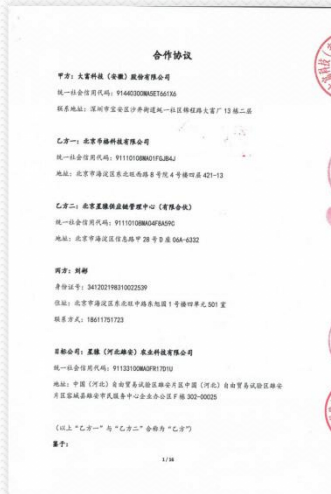 合作协议
甲方：大富科技（安徽）股份有限公司
统一社会信用代码：91440300MA5ET661X6
联系地址：深圳市宝安区沙井街道蚝一社区锦程路大富厂13栋二层
乙方一：北京币格科技有限公司
统一社会信用代码：91110108MA01FGJB4J
地址：北京市海淀区东北旺西路8号院4号楼四层421-13
乙方二：北京星臻供应链管理中心（有限合伙）
统一社会信用代码：91110108MA04F8A59C
地址：北京市海淀区信息路甲28号D座06A-6332
丙方：刘彬
身份证号：341202198310022539
住址：北京市海淀区东北旺中路东旭园1号楼四单元501室
联系方式：18611751723
目标公司：星臻（河北雄安）农业科技有限公司
统一社会信用代码：91133100MA0FR17D1U
地址：中国（河北）自由贸易试验区雄安片区中国（河北）自由贸易试验区雄安
片区容城县雄安市民服务中心企业办公区F栋302-00025
（以上“乙方一”与“乙方二”合称为“乙方”）
鉴于：
1/16